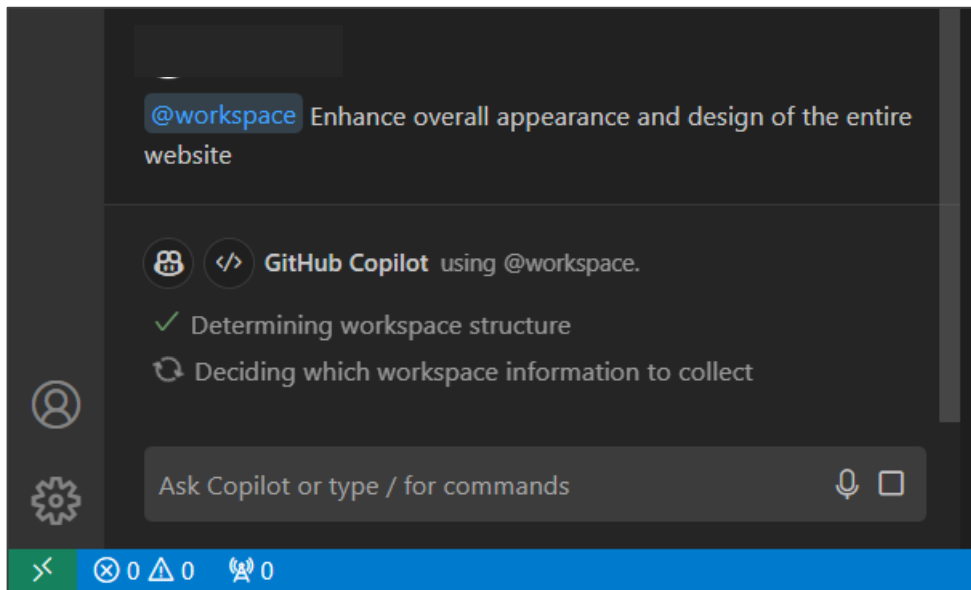 @workspace Enhance overall appearance and design of the entire
website
GitHub Copilot using @workspace.
Determining workspace structure
Deciding which workspace information to collect
Ask Copilot or type / for commands
0 0 0